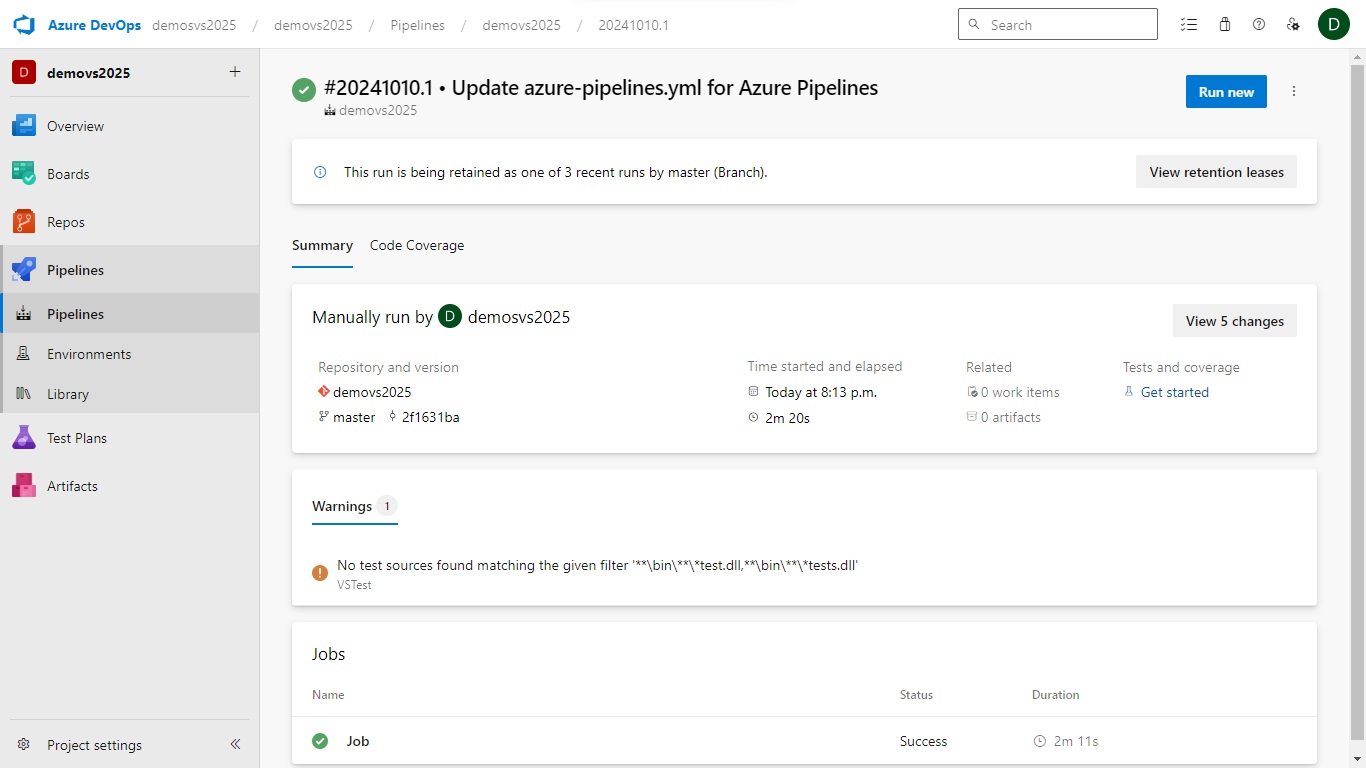 Azure DevOps demosvs2025 / demovs2025 / Pipelines / demovs2025 / 20241010.1
Search
D
D demovs2025 +
Overview
Boards
Repos
Pipelines
Pipelines
Environments
Library
Test Plans
Artifacts
Project settings
#20241010.1 • Update azure-pipelines.yml for Azure Pipelines
demovs2025
Run new
This run is being retained as one of 3 recent runs by master (Branch).
View retention leases
Summary Code Coverage
Manually run by D demosvs2025
View 5 changes
Repository and version
demovs2025
master 2f1631ba
Time started and elapsed
Today at 8:13 p.m.
2m 20s
Related
0 work items
0 artifacts
Tests and coverage
Get started
Warnings 1
No test sources found matching the given filter '**\bin\**\*test.dll,**\bin\**\*tests.dll'
VSTest
Jobs
Name Status Duration
Job Success 2m 11s